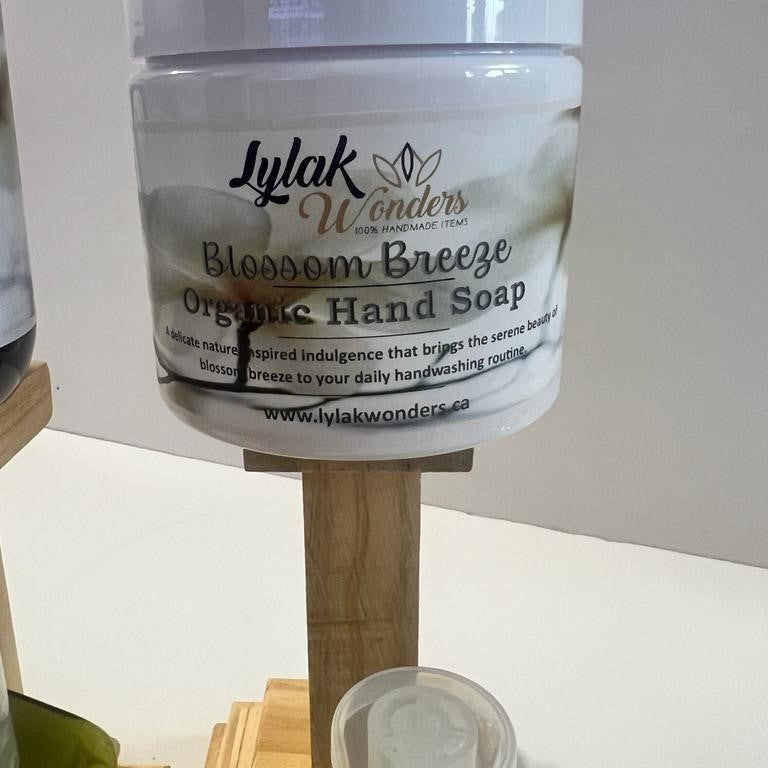 Lylak
Wonders
100% HANDMADE ITEMS
Blossom Breeze
Organic Hand Soap
A delicate nature inspired indulgence that brings the serene beauty of
blossom breeze to your daily handwashing routine.
www.lylakwonders.ca